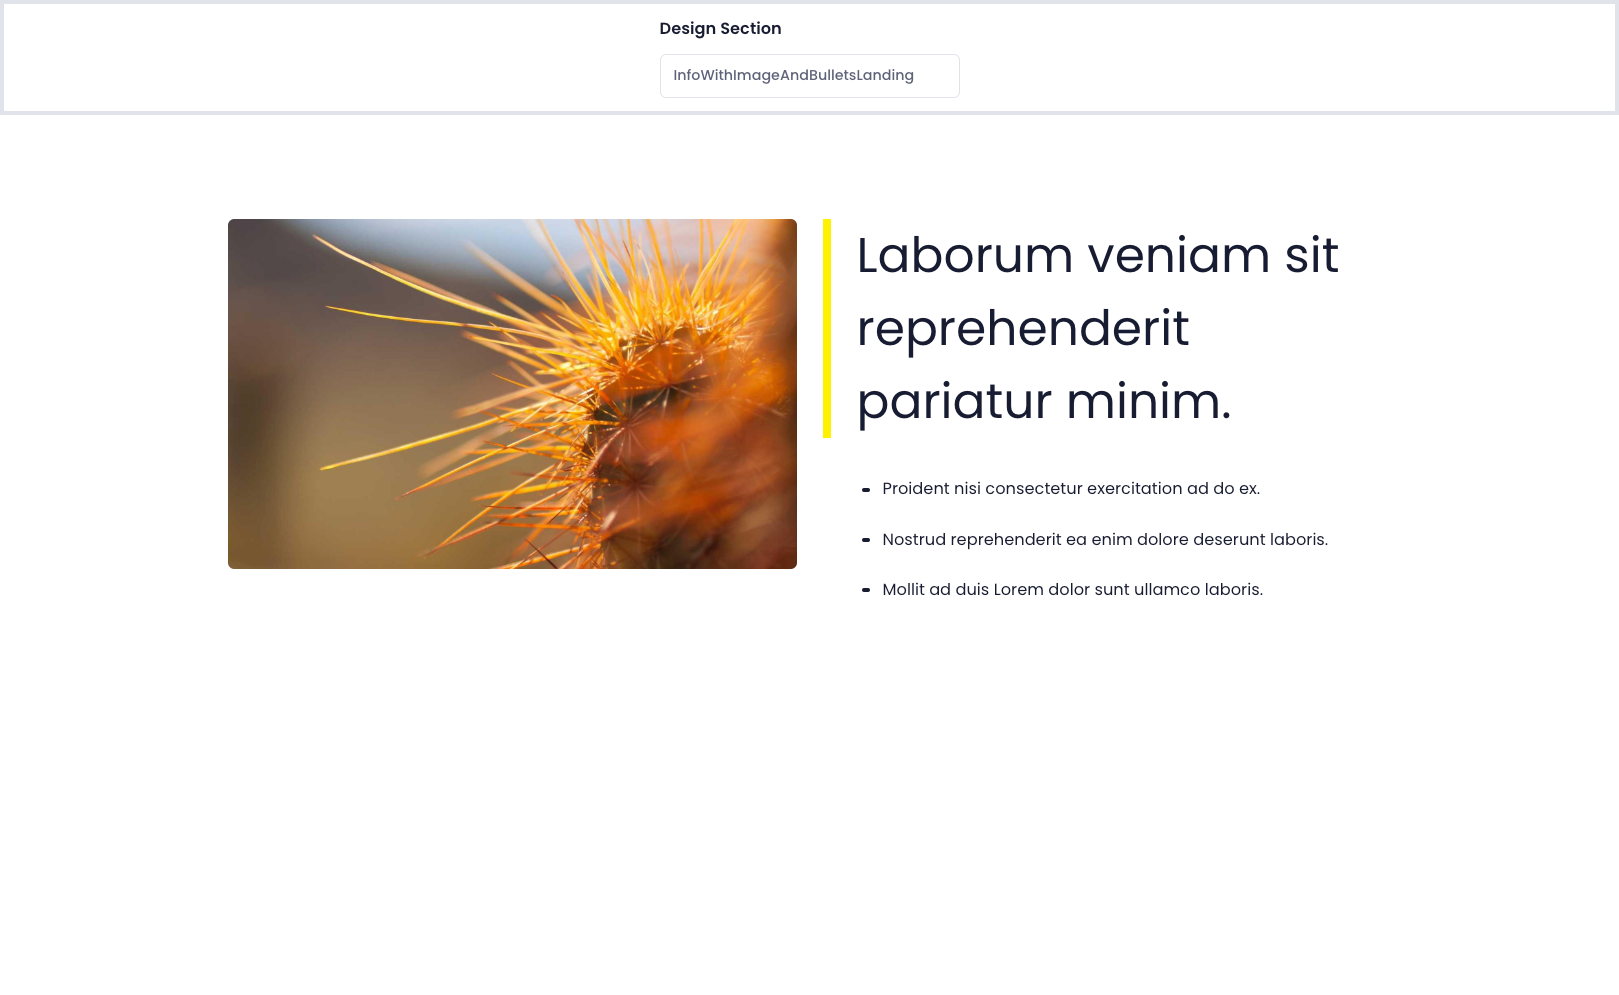 Design Section
InfoWithImageAndBulletsLanding
Laborum veniam sit
reprehenderit
pariatur minim.
Proident nisi consectetur exercitation ad do ex.
Nostrud reprehenderit ea enim dolore deserunt laboris.
Mollit ad duis Lorem dolor sunt ullamco laboris.